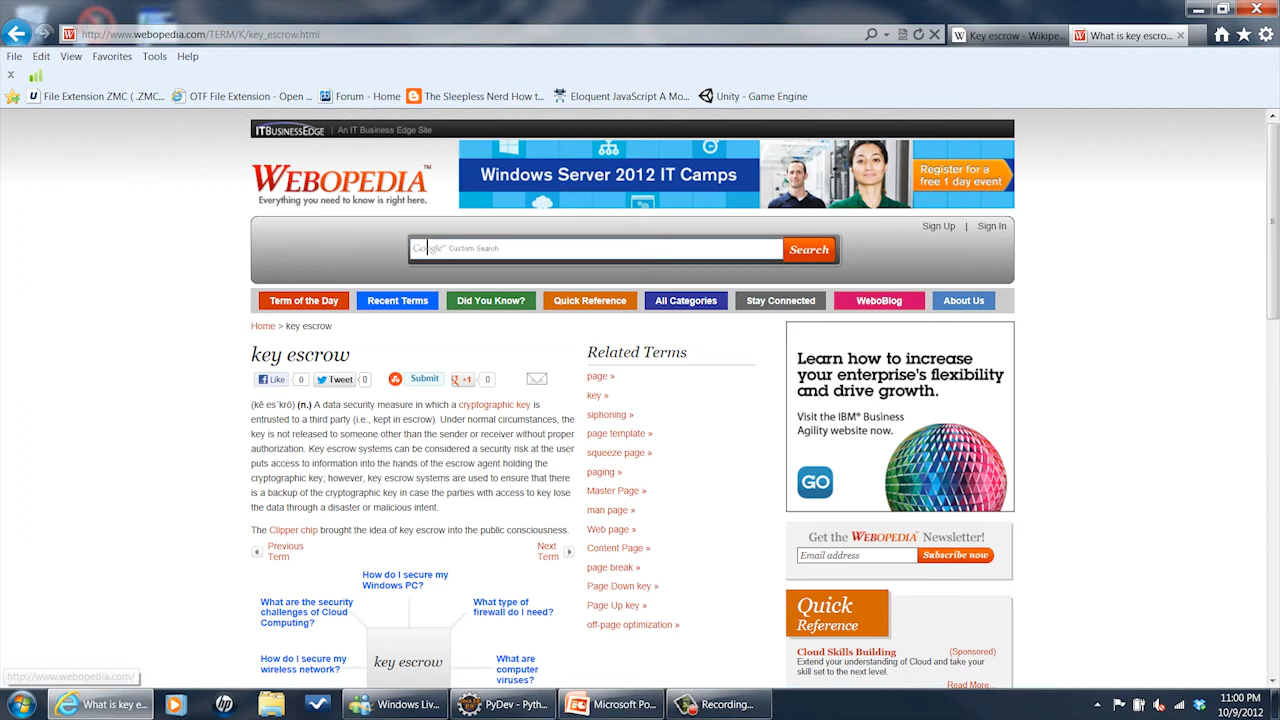 http://www.webopedia.com/TERM/K/key_escrow.html
Key escrow - Wikipe...
What is key escro...
File Edit View Favorites Tools Help
File Extension ZMC ( .ZMC...
OTF File Extension - Open ...
Forum - Home
The Sleepless Nerd How t...
Eloquent JavaScript A Mo...
Unity - Game Engine
ITBUSINESSEDGE | An IT Business Edge Site
WEBOPEDIA™
Everything you need to know is right here.
Windows Server 2012 IT Camps
Register for a
free 1 day event
Sign Up | Sign In
Google™ Custom Search
Search
Term of the Day Recent Terms Did You Know? Quick Reference All Categories Stay Connected WeboBlog About Us
Home > key escrow
key escrow
Like 0 Tweet 0 Submit +1 0
(kē es´krō) (n.) A data security measure in which a cryptographic key is
entrusted to a third party (i.e., kept in escrow). Under normal circumstances, the
key is not released to someone other than the sender or receiver without proper
authorization. Key escrow systems can be considered a security risk at the user
puts access to information into the hands of the escrow agent holding the
cryptographic key; however, key escrow systems are used to ensure that there
is a backup of the cryptographic key in case the parties with access to key lose
the data through a disaster or malicious intent.
The Clipper chip brought the idea of key escrow into the public consciousness.
Previous
Term
Next
Term
How do I secure my
Windows PC?
What are the security
challenges of Cloud
Computing?
What type of
firewall do I need?
How do I secure my
wireless network?
key escrow
What are
computer
viruses?
Related Terms
page »
key »
siphoning »
page template »
squeeze page »
paging »
Master Page »
man page »
Web page »
Content Page »
page break »
Page Down key »
Page Up key »
off-page optimization »
Learn how to increase
your enterprise's flexibility
and drive growth.
Visit the IBM® Business
Agility website now.
GO
Get the WEBOPEDIA™ Newsletter!
Email address
Subscribe now
Quick
Reference
Cloud Skills Building (Sponsored)
Extend your understanding of Cloud and take your
skill set to the next level.
Read More...
http://www.webopedia.com/
What is key e...
Windows Liv...
PyDev - Pyth...
Microsoft Po...
Recording...
11:00 PM
10/9/2012